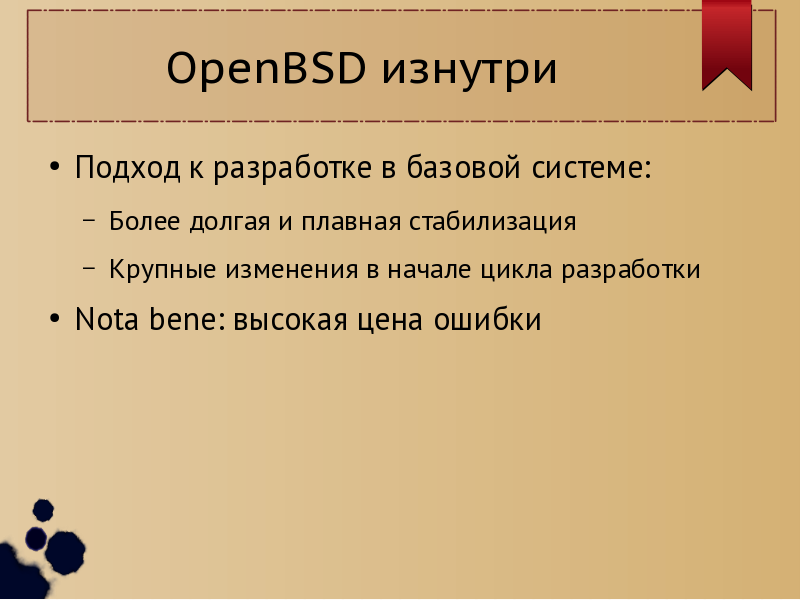 OpenBSD изнутри
• Подход к разработке в базовой системе:
– Более долгая и плавная стабилизация
– Крупные изменения в начале цикла разработки
• Nota bene: высокая цена ошибки